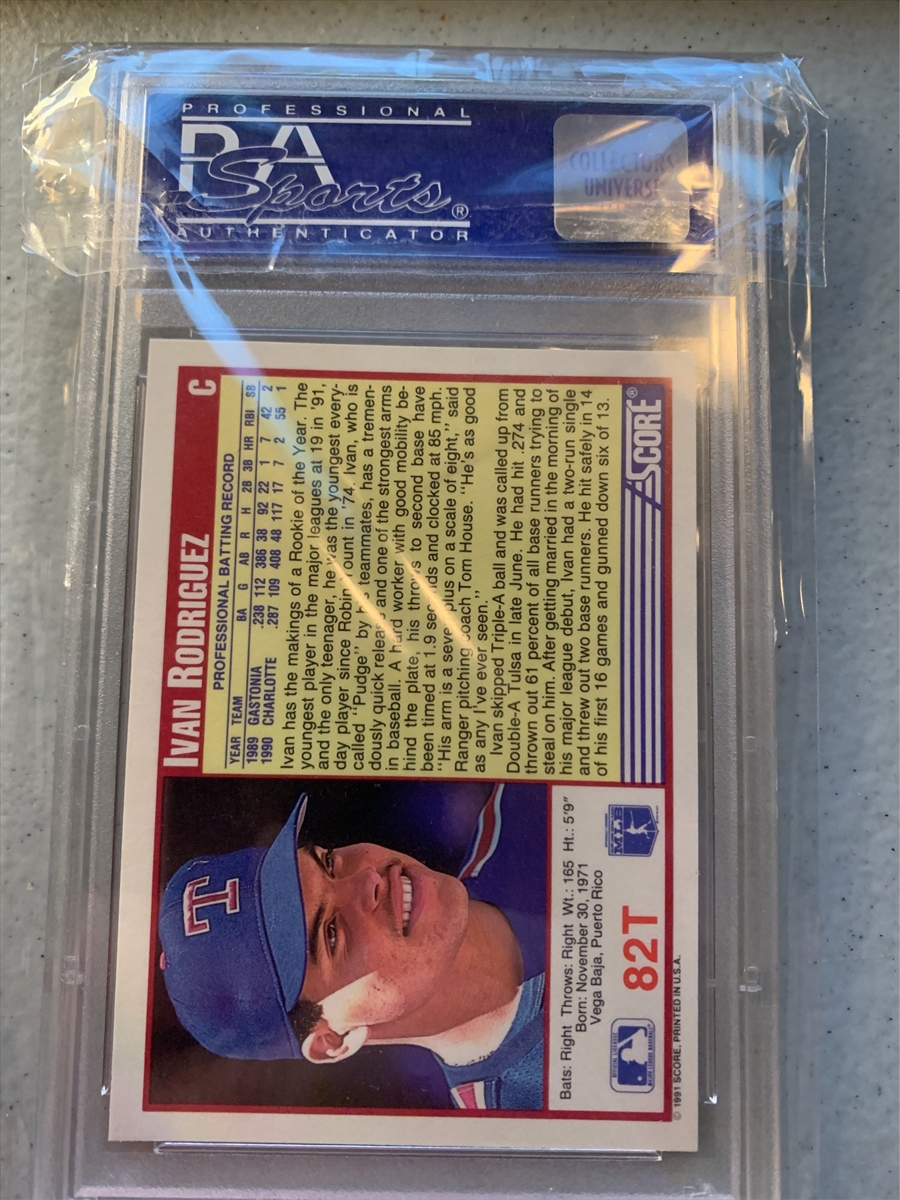 PROFESSIONAL
Sports®
AUTHENTICATOR
COLLECTORS
UNIVERSE
IVAN RODRIGUEZ C
PROFESSIONAL BATTING RECORD
YEAR TEAM BA G AB R H 2B 3B HR RBI SB
1989 GASTONIA .238 112 386 38 92 22 1 7 42 2
1990 CHARLOTTE .287 109 408 48 117 17 7 2 55 1
Ivan has the makings of a Rookie of the Year. The
youngest player in the major leagues at 19 in '91,
and the only teenager, he was the youngest every-
day player since Robin Yount in '74. Ivan, who is
called "Pudge" by his teammates, has a tremen-
dously quick release and one of the strongest arms
in baseball. A hard worker with good mobility be-
hind the plate, his throws to second base have
been timed at 1.9 seconds and clocked at 85 mph.
"His arm is a seven-plus on a scale of eight," said
Ranger pitching coach Tom House. "He's as good
as any I've ever seen."
Ivan skipped Triple-A ball and was called up from
Double-A Tulsa in late June. He had hit .274 and
thrown out 61 percent of all base runners trying to
steal on him. After getting married in the morning of
his major league debut, Ivan had a two-run single
and threw out two base runners. He hit safely in 14
of his first 16 games and gunned down six of 13.
SCORE®
T
Bats: Right Throws: Right Wt.: 165 Ht.: 5'9"
Born: November 30, 1971
Vega Baja, Puerto Rico
82T
© 1991 SCORE, PRINTED IN U.S.A.